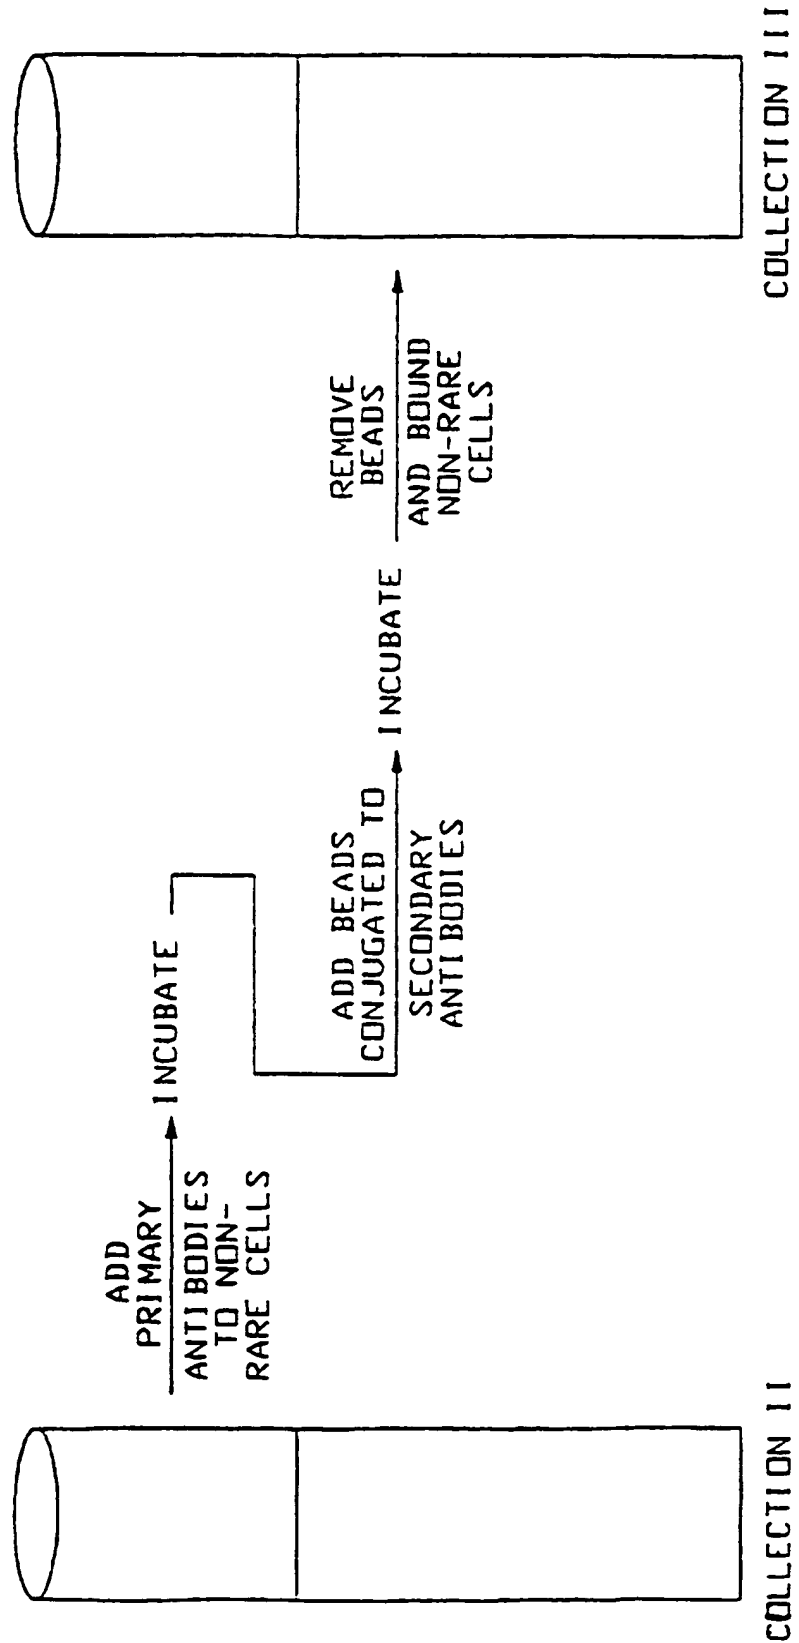 ADD
PRIMARY
ANTIBODIES
TO NON-
RARE CELLS
INCUBATE
ADD BEADS
CONJUGATED TO
SECONDARY
ANTIBODIES
INCUBATE
REMOVE
BEADS
AND BOUND
NON-RARE
CELLS
COLLECTION II
COLLECTION III